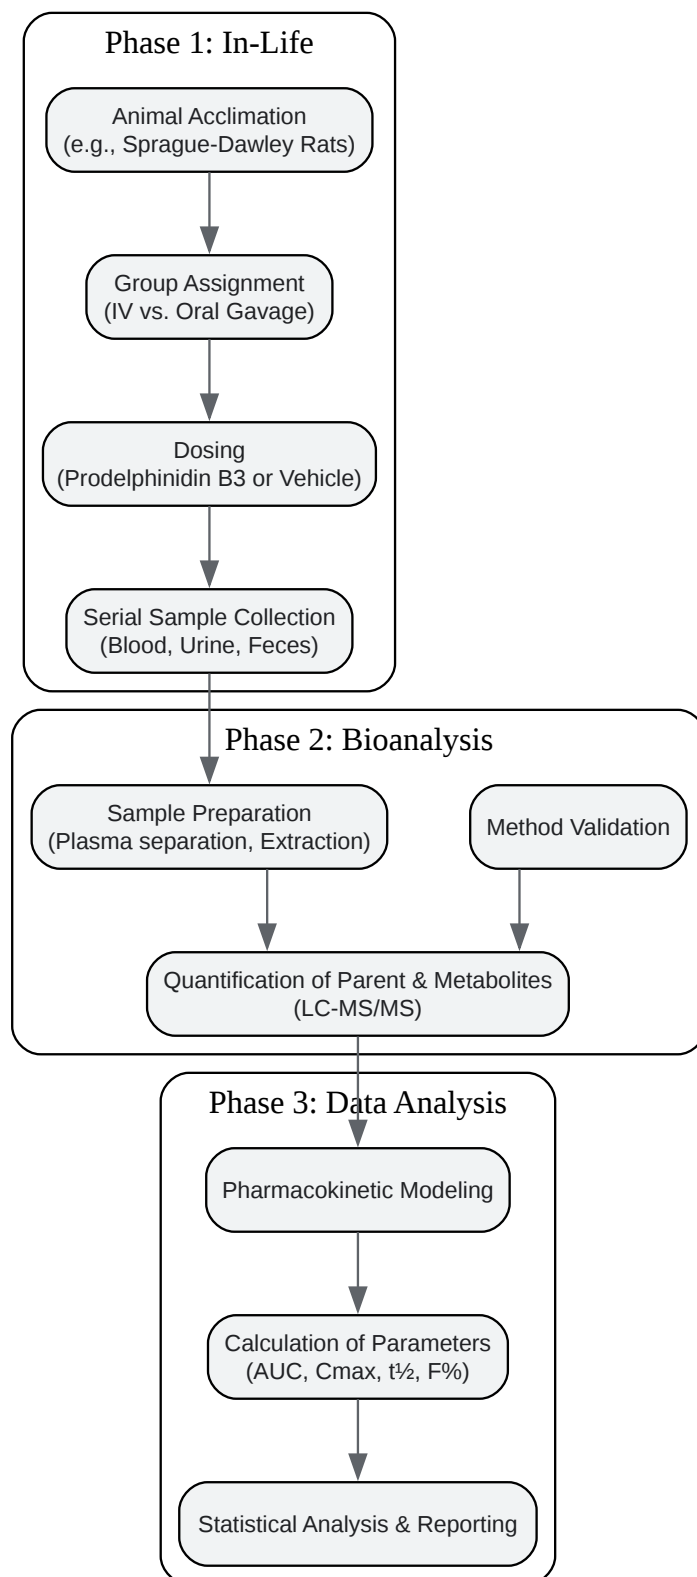 Phase 1: In-Life
Animal Acclimation
(e.g., Sprague-Dawley Rats)
Group Assignment
(IV vs. Oral Gavage)
Dosing
(Prodelphinidin B3 or Vehicle)
Serial Sample Collection
(Blood, Urine, Feces)
Phase 2: Bioanalysis
Sample Preparation
(Plasma separation, Extraction)
Method Validation
Quantification of Parent & Metabolites
(LC-MS/MS)
Phase 3: Data Analysis
Pharmacokinetic Modeling
Calculation of Parameters
(AUC, Cmax, t½, F%)
Statistical Analysis & Reporting